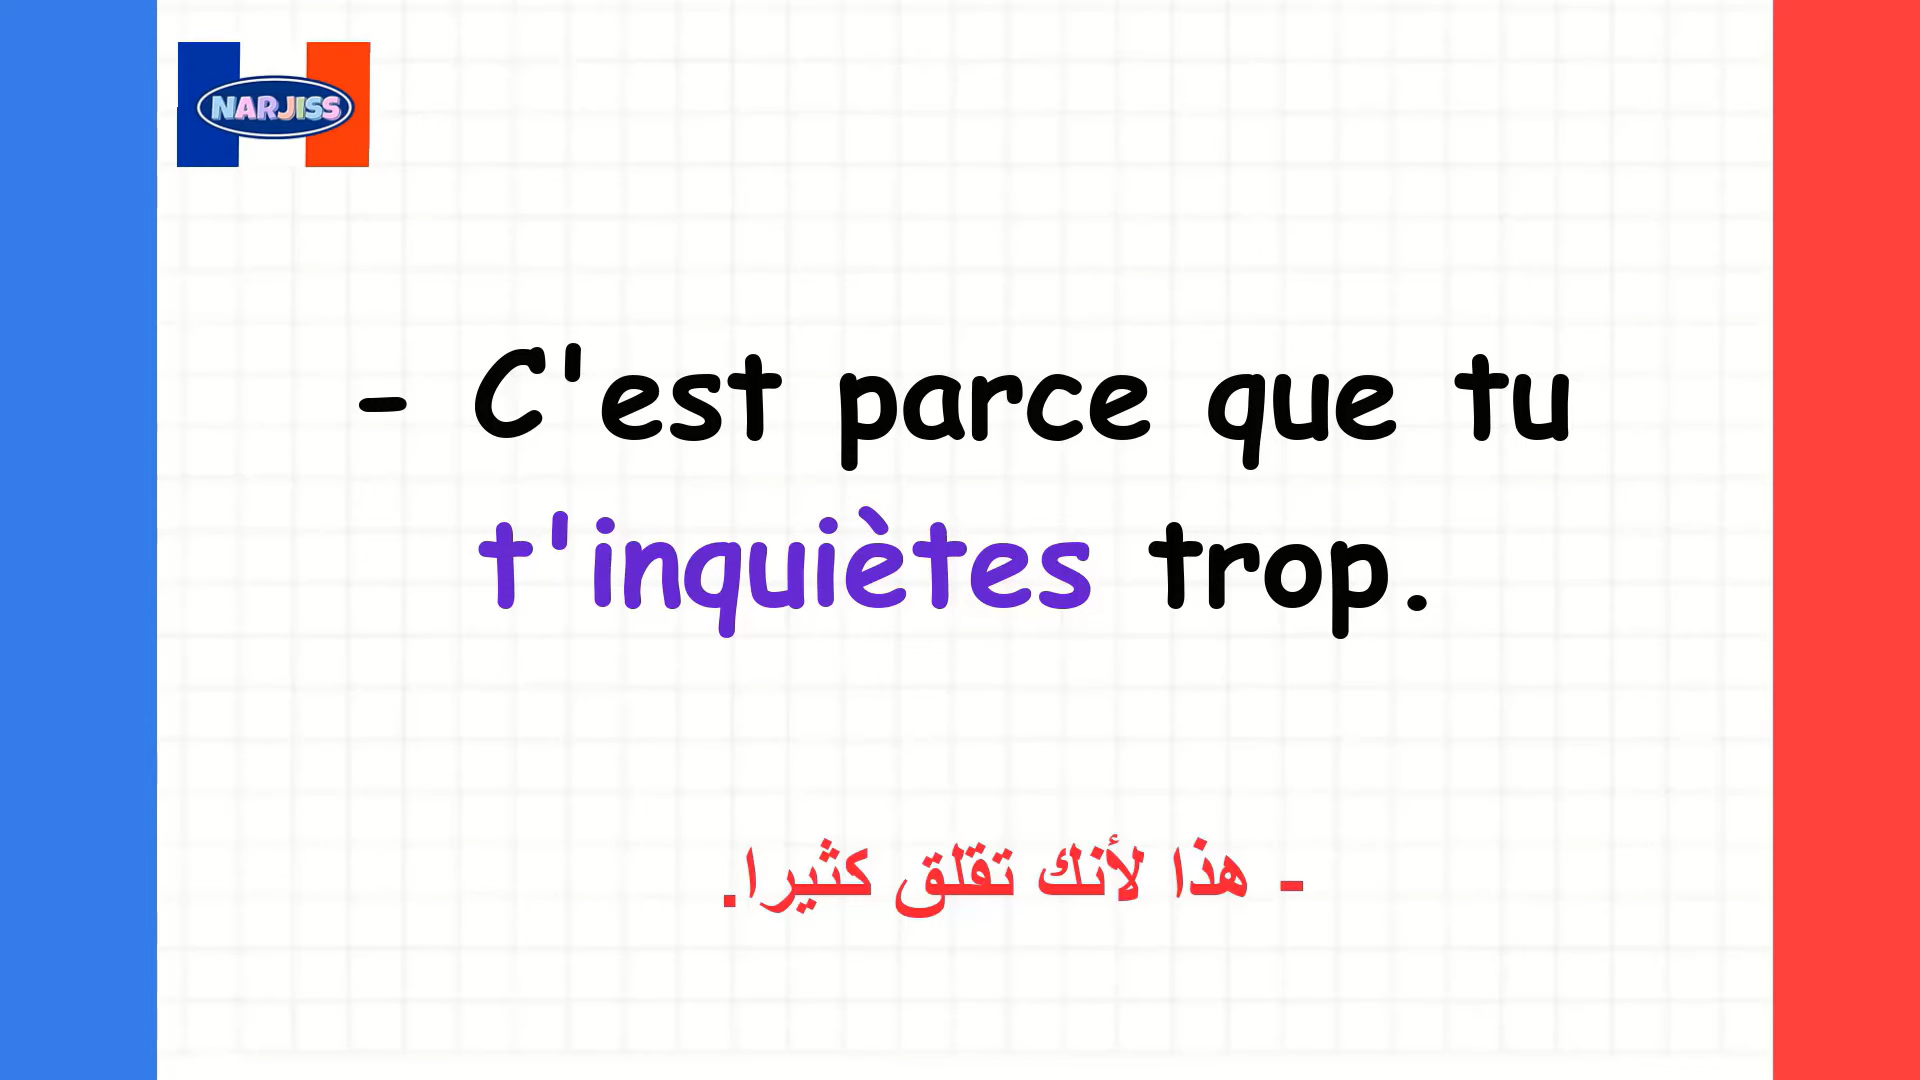 NARJISS
- C'est parce que tu
t'inquiètes trop.
- هذا لأنك تقلق كثيرا.